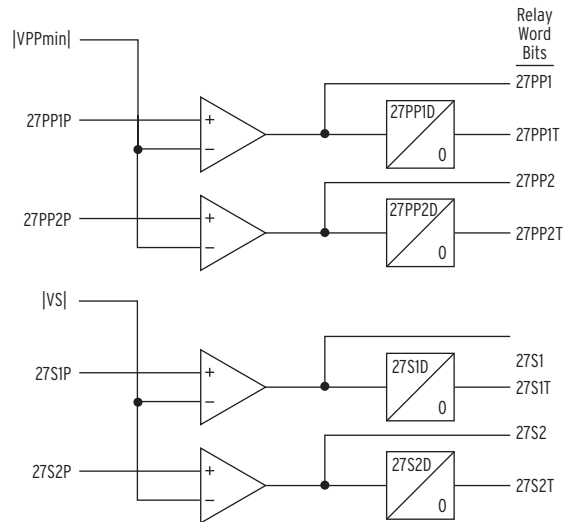 Relay
Word
Bits
|VPPmin|
27PP1
27PP1P
+
−
27PP1D
0
27PP1T
27PP2
27PP2P
+
−
27PP2D
0
27PP2T
|VS|
27S1
27S1P
+
−
27S1D
0
27S1T
27S2
27S2P
+
−
27S2D
0
27S2T